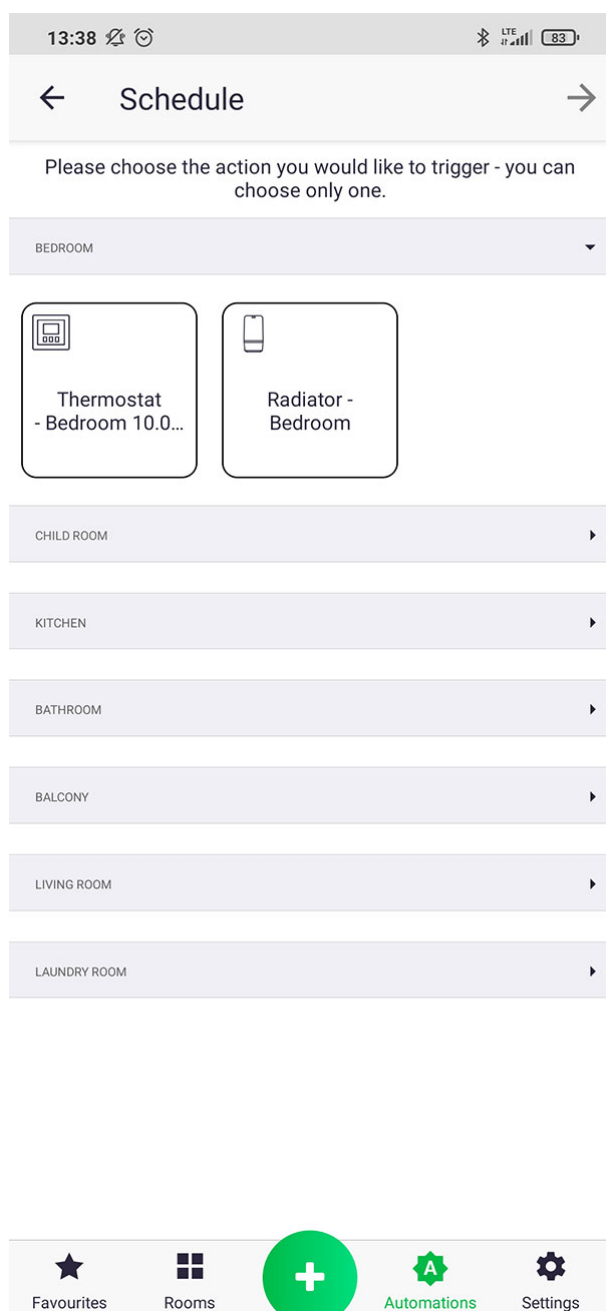 13:38
LTE
83
Schedule
Please choose the action you would like to trigger - you can
choose only one.
BEDROOM
Thermostat
- Bedroom 10.0...
Radiator -
Bedroom
CHILD ROOM
KITCHEN
BATHROOM
BALCONY
LIVING ROOM
LAUNDRY ROOM
A
Favourites
Rooms
Automations
Settings